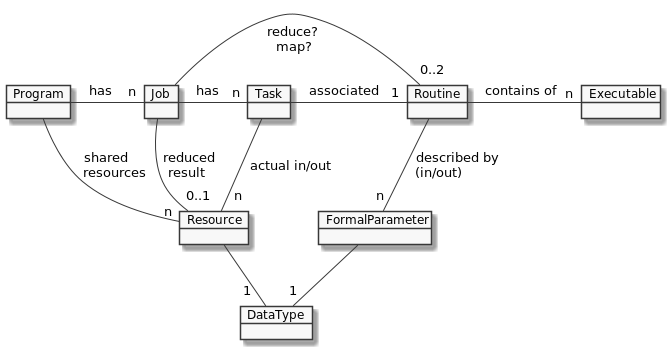 reduce?
map?
0..2
Program
has
n
Job
has
n
Task
associated
1
Routine
contains of
n
Executable
shared
resources
n
reduced
result
0..1
actual in/out
n
described by
(in/out)
n
Resource
FormalParameter
1
1
DataType